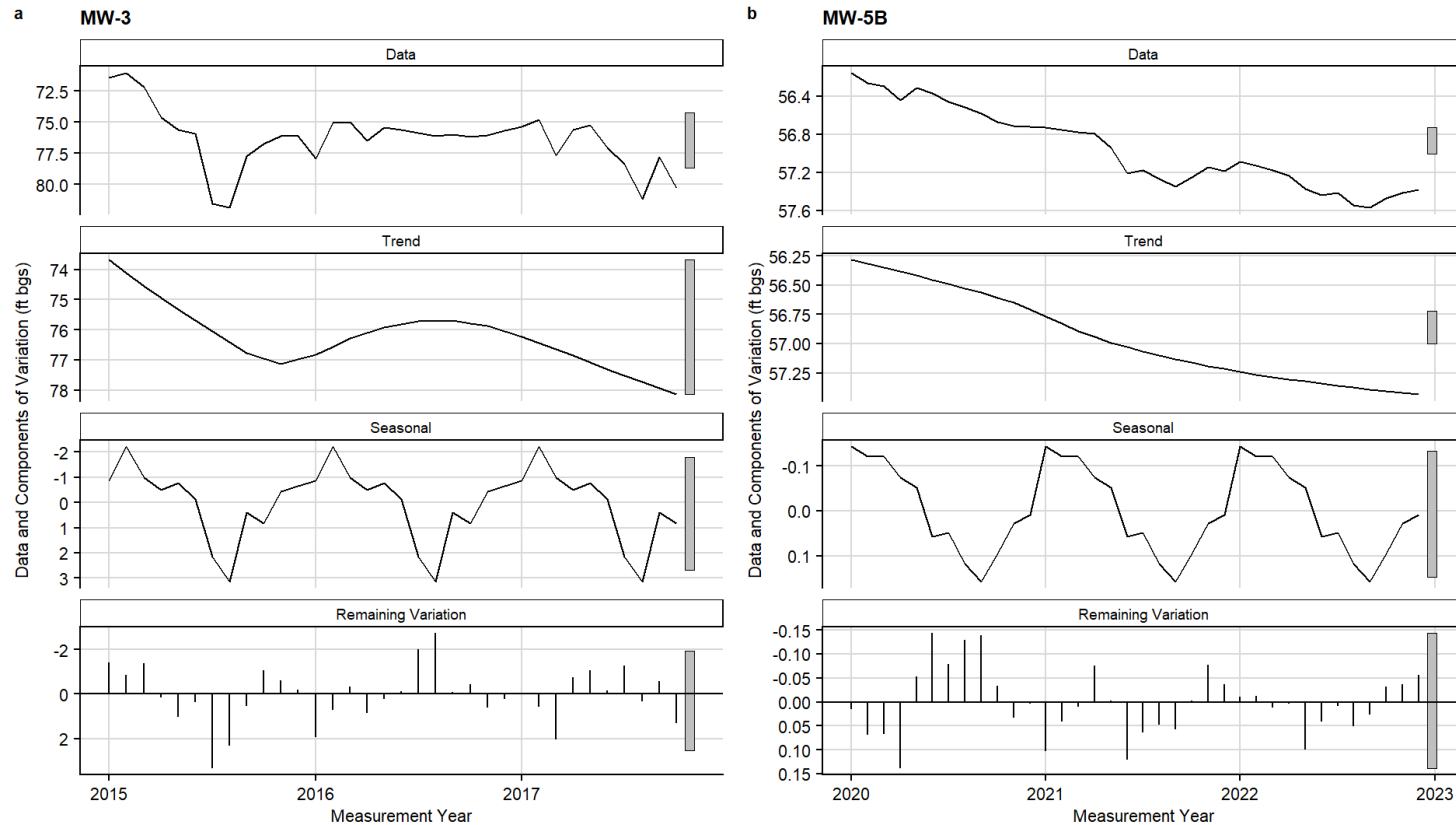 a MW-3
Data
72.5
75.0
77.5
80.0
Trend
74
75
76
77
78
Seasonal
-2
-1
0
1
2
3
Remaining Variation
-2
0
2
2015 2016 2017
Measurement Year
Data and Components of Variation (ft bgs)
b MW-5B
Data
56.4
56.8
57.2
57.6
Trend
56.25
56.50
56.75
57.00
57.25
Seasonal
-0.1
0.0
0.1
Remaining Variation
-0.15
-0.10
-0.05
0.00
0.05
0.10
0.15
2020 2021 2022 2023
Measurement Year
Data and Components of Variation (ft bgs)